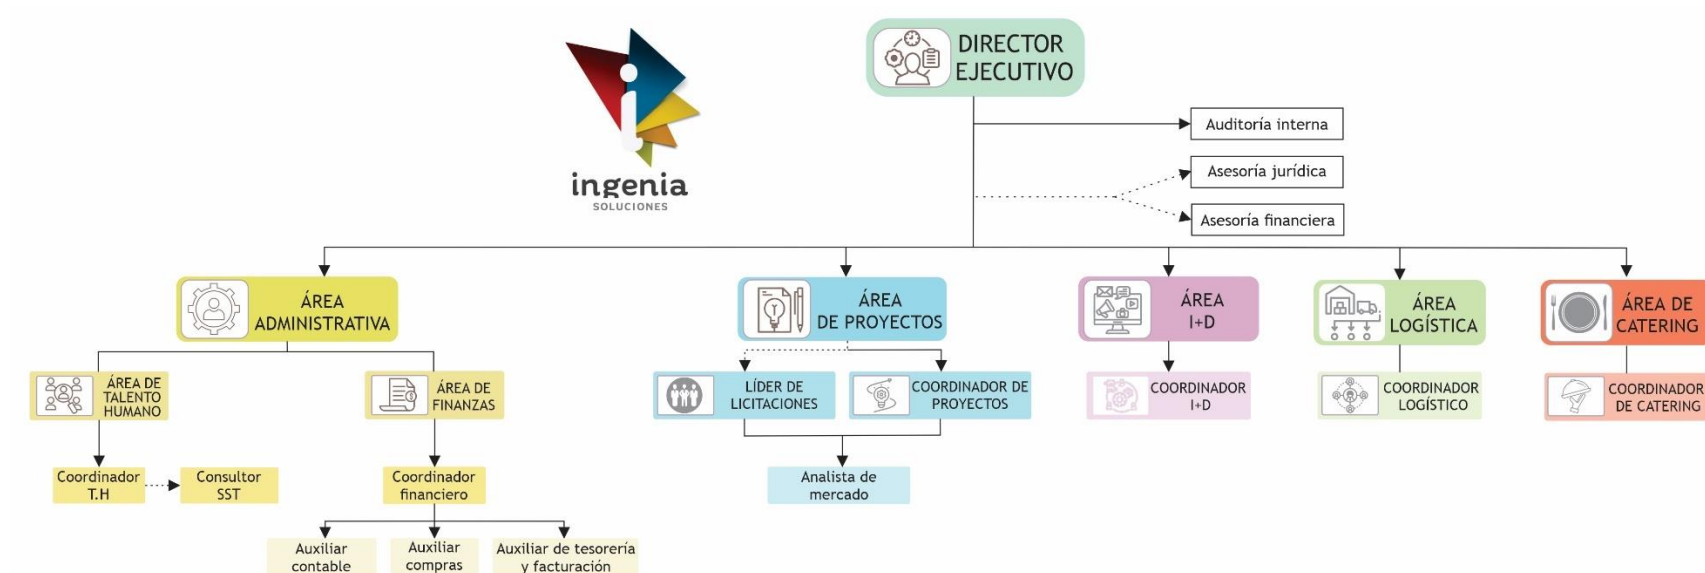 DIRECTOR
EJECUTIVO
ingenia
SOLUCIONES
Auditoría interna
Asesoría jurídica
Asesoría financiera
ÁREA
ADMINISTRATIVA
ÁREA
DE PROYECTOS
ÁREA
I+D
ÁREA
LOGÍSTICA
ÁREA DE
CATERING
ÁREA DE
TALENTO
HUMANO
ÁREA DE
FINANZAS
LÍDER DE
LICITACIONES
COORDINADOR DE
PROYECTOS
COORDINADOR
I+D
COORDINADOR
LOGÍSTICO
COORDINADOR
DE CATERING
Coordinador
T.H
Consultor
SST
Coordinador
financiero
Analista de
mercado
Auxiliar
contable
Auxiliar
compras
Auxiliar de tesorería
y facturación